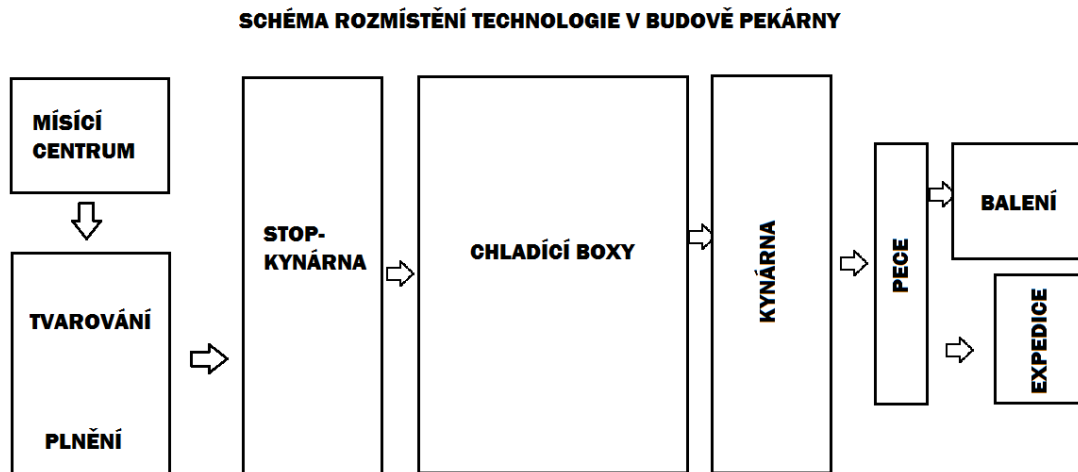 SCHÉMA ROZMÍSTĚNÍ TECHNOLOGIE V BUDOVĚ PEKÁRNY
MÍSÍCÍ
CENTRUM
TVAROVÁNÍ
PLNĚNÍ
STOP-
KYNÁRNA
CHLADÍCÍ BOXY
KYNÁRNA
PECE
BALENÍ
EXPEDICE